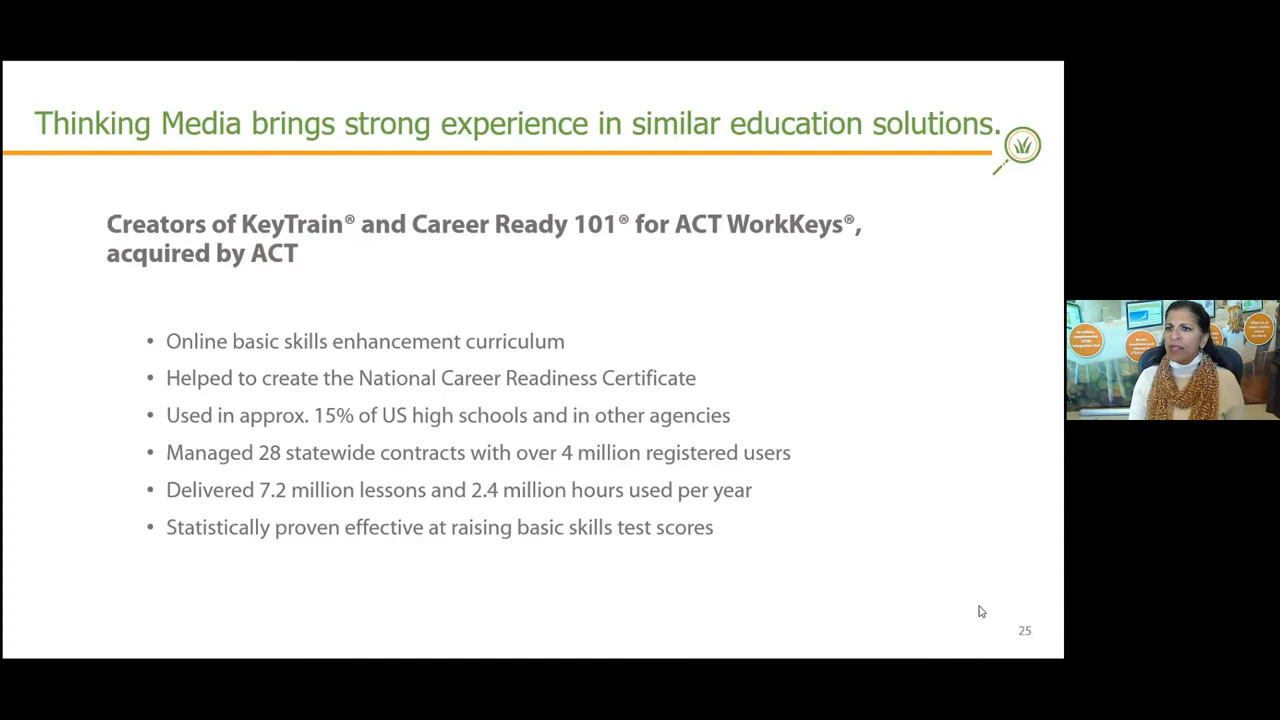 Thinking Media brings strong experience in similar education solutions.
Creators of KeyTrain® and Career Ready 101® for ACT WorkKeys®,
acquired by ACT
• Online basic skills enhancement curriculum
• Helped to create the National Career Readiness Certificate
• Used in approx. 15% of US high schools and in other agencies
• Managed 28 statewide contracts with over 4 million registered users
• Delivered 7.2 million lessons and 2.4 million hours used per year
• Statistically proven effective at raising basic skills test scores
25